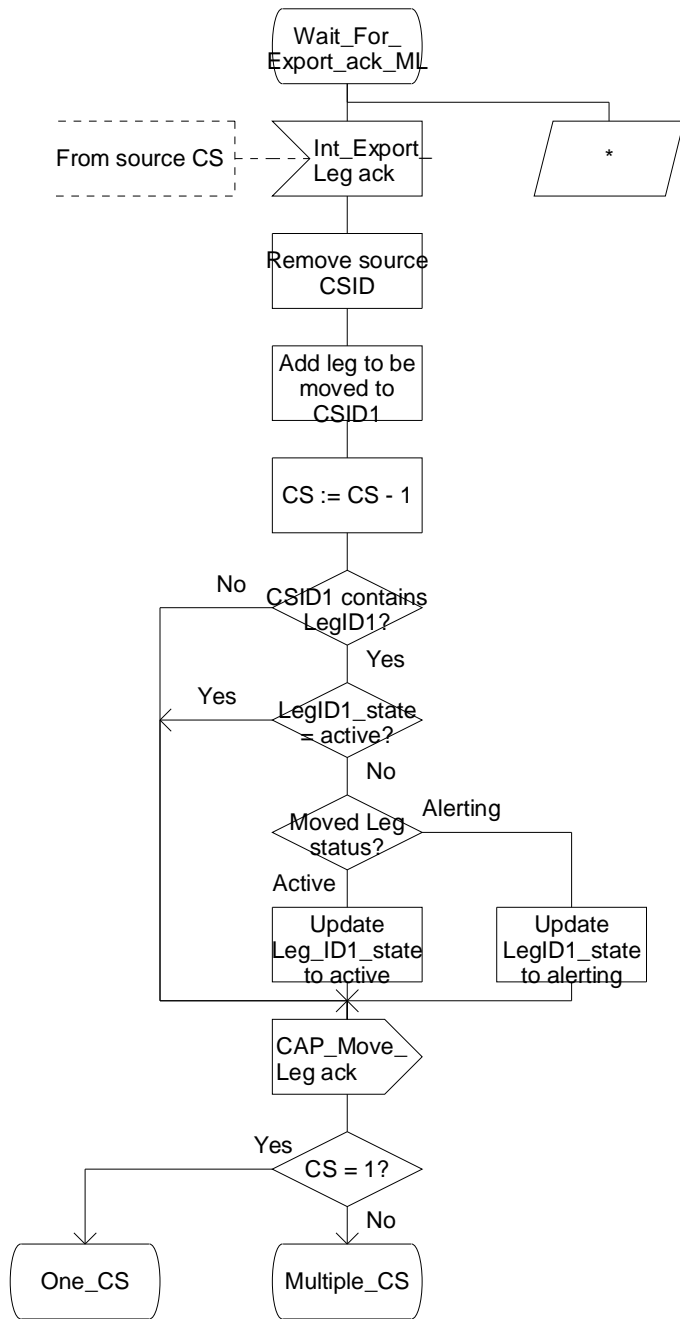 Wait_For_
Export_ack_ML
From source CS
Int_Export_
Leg ack
*
Remove source
CSID
Add leg to be
moved to
CSID1
CS := CS - 1
No
CSID1 contains
LegID1?
Yes
Yes
LegID1_state
= active?
No
Moved Leg
status?
Alerting
Active
Update
Leg_ID1_state
to active
Update
LegID1_state
to alerting
CAP_Move_
Leg ack
Yes
CS = 1?
No
One_CS
Multiple_CS